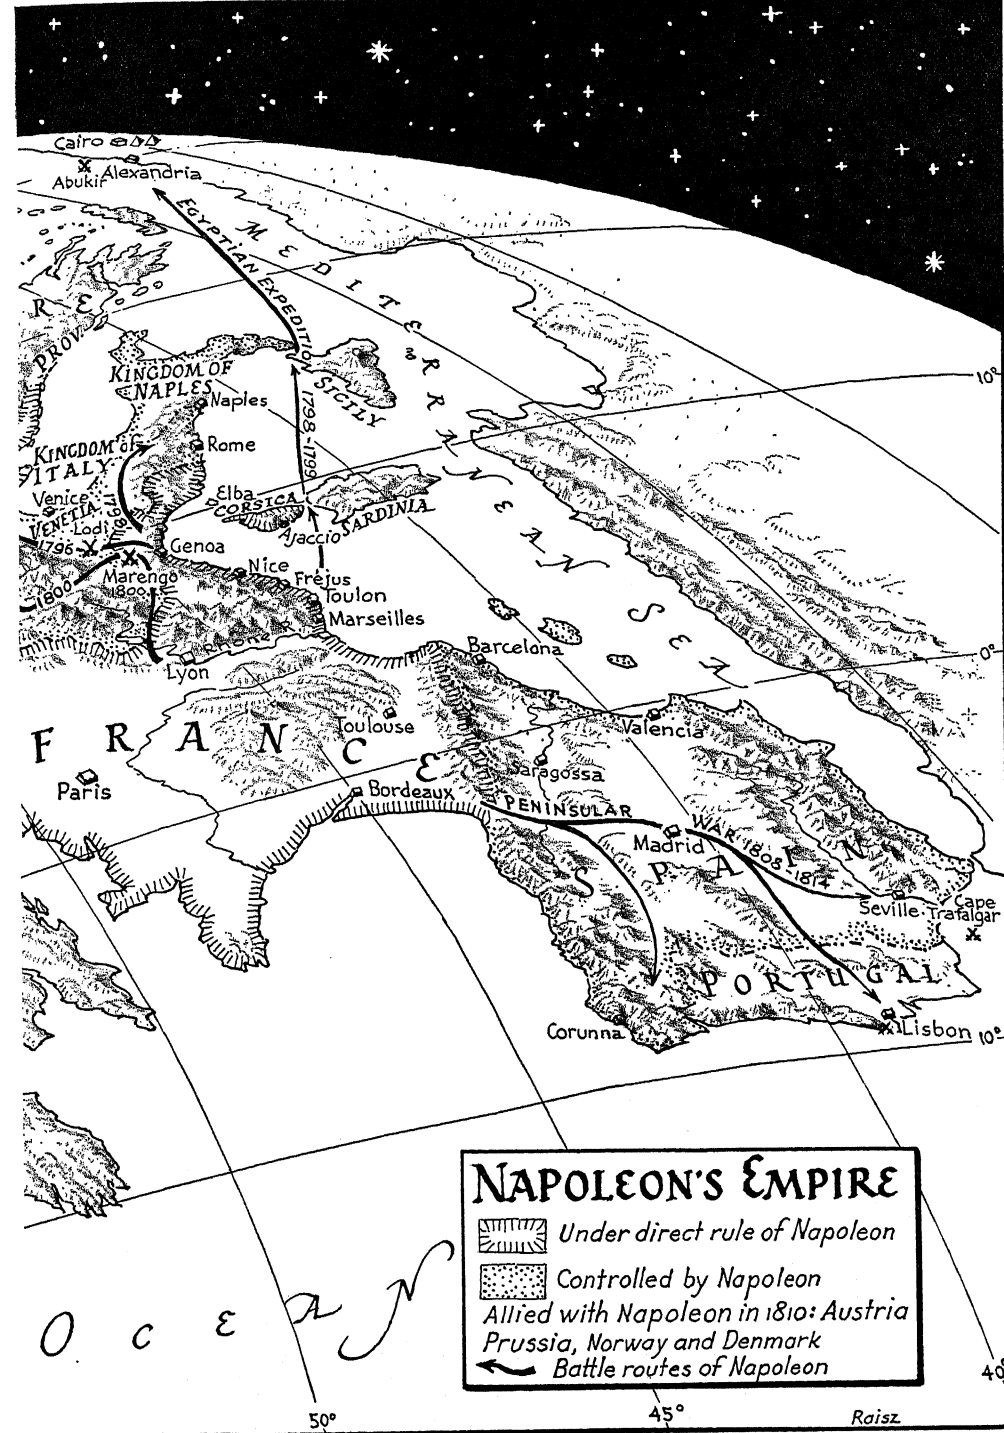 Cairo
Abukir
Alexandria
EGYPTIAN EXPEDITION
1798-1799
MEDITERRANEAN SEA
RE
PROV.
KINGDOM OF
NAPLES
Naples
SICILY
KINGDOM of
ITALY
Rome
Venice
VENETIA
Lodi
1798
1796
Elba
CORSICA
Ajaccio
SARDINIA
Genoa
Marengo
1800
1800
Nice
Fréjus
Toulon
Marseilles
Rhone R.
Lyon
Barcelona
10°
0°
FRANCE
Toulouse
Valencia
Paris
Bordeaux
Saragossa
PENINSULAR
WAR 1808-1814
Madrid
SPAIN
Seville
Cape
Trafalgar
PORTUGAL
Corunna
Lisbon
10°
OCEAN
NAPOLEON'S EMPIRE
Under direct rule of Napoleon
Controlled by Napoleon
Allied with Napoleon in 1810: Austria
Prussia, Norway and Denmark
Battle routes of Napoleon
50°
45°
40°
Raisz